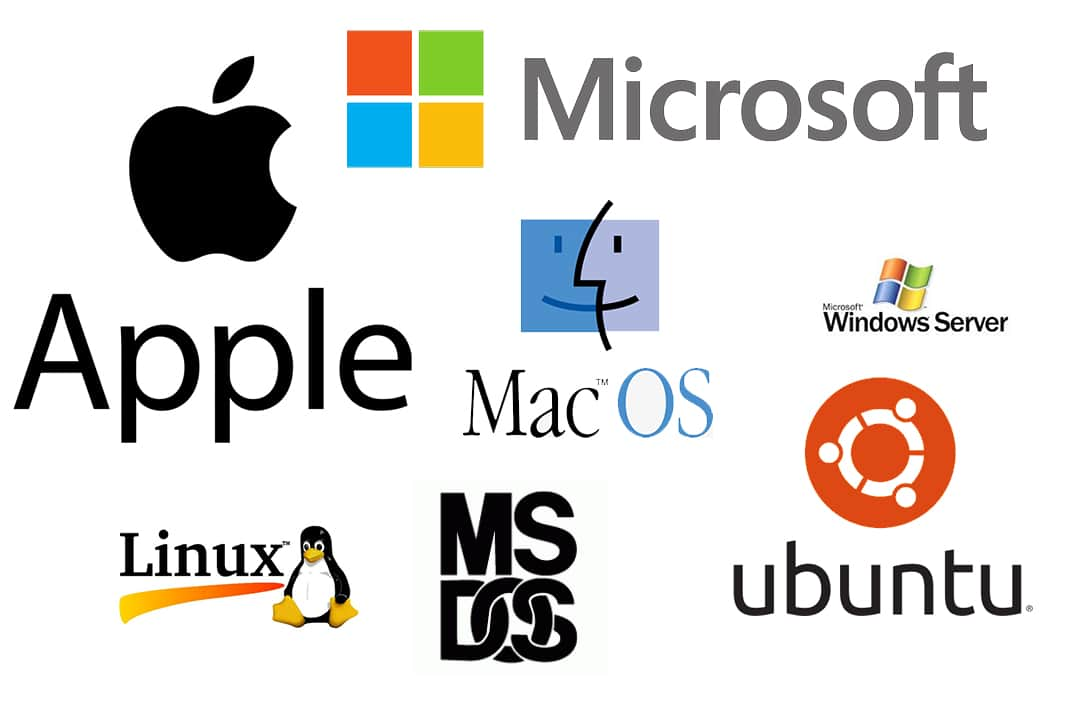 Microsoft
Apple
Mac™ OS
Microsoft®
Windows Server
Linux™
MS
DOS
ubuntu®